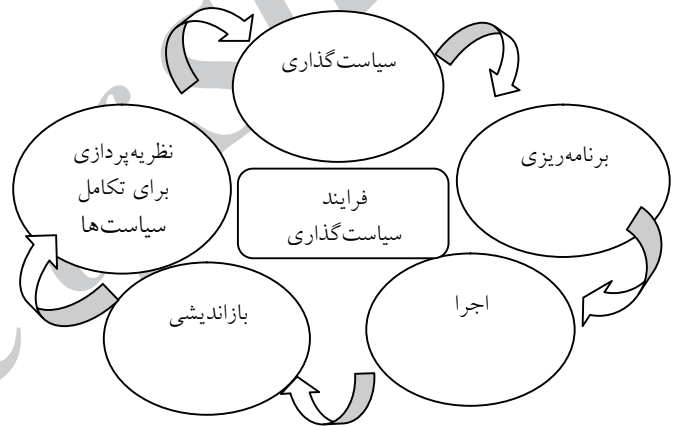 سیاست‌گذاری
برنامه‌ریزی
اجرا
بازاندیشی
نظریه‌پردازی
برای تکامل
سیاست‌ها
فرایند
سیاست‌گذاری